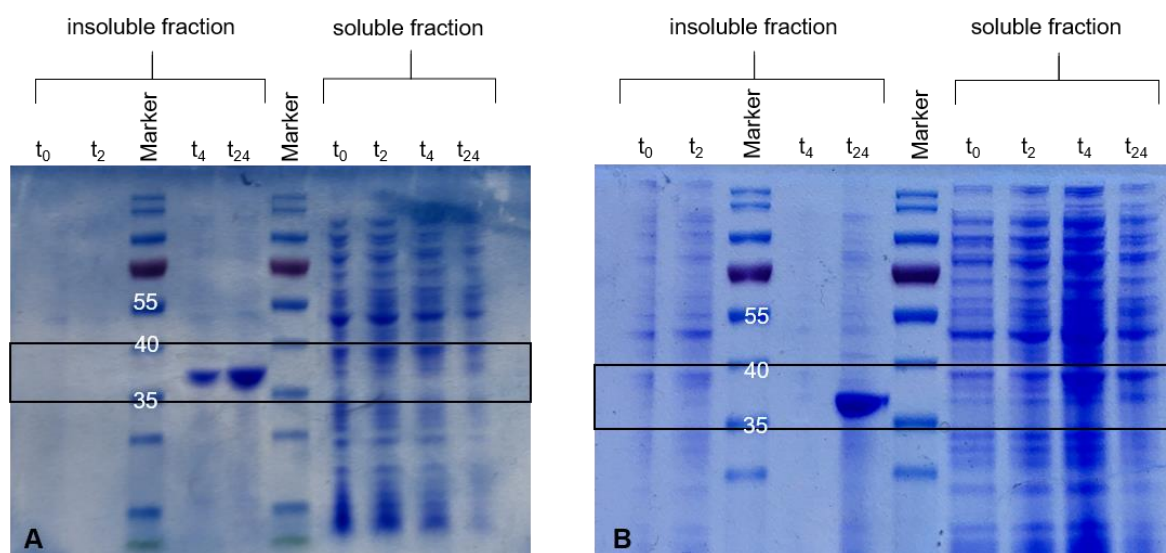 insoluble fraction soluble fraction
t0 t2 Marker t4 t24 Marker t0 t2 t4 t24
55
40
35
A
insoluble fraction soluble fraction
t0 t2 Marker t4 t24 Marker t0 t2 t4 t24
55
40
35
B